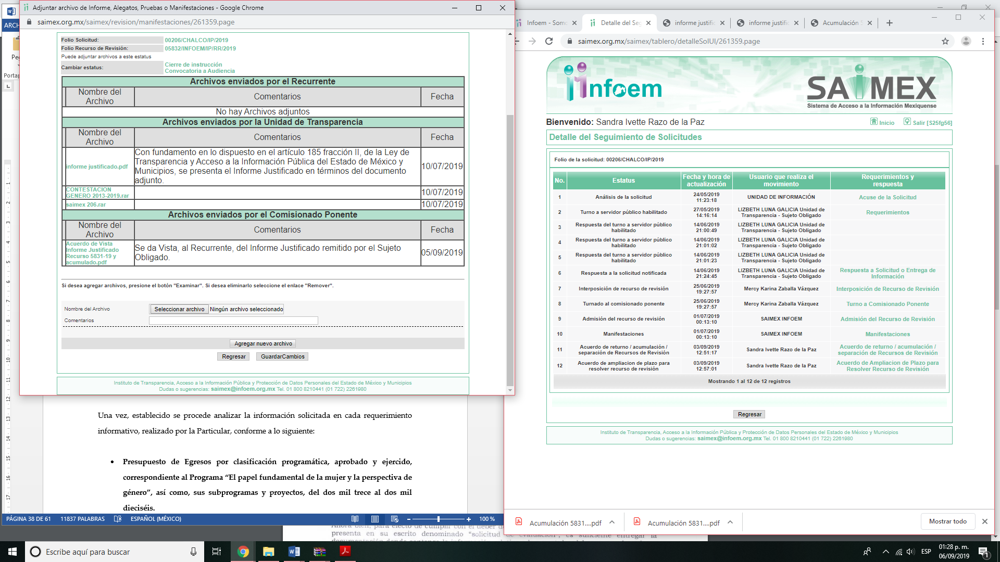 Adjuntar archivo de Informe, Alegatos, Pruebas o Manifestaciones - Google Chrome
saimex.org.mx/saimex/revision/manifestaciones/261359.page
Folio Solicitud: 00206/CHALCO/IP/2019
Folio Recurso de Revisión: 05832/INFOEM/IP/RR/2019
Puede adjuntar archivos a este estatus
Cambiar estatus:
Cierre de instrucción
Convocatoria a Audiencia
Archivos enviados por el Recurrente
Nombre del Archivo Comentarios Fecha
No hay Archivos adjuntos
Archivos enviados por la Unidad de Transparencia
Nombre del Archivo Comentarios Fecha
informe justificado.pdf
Con fundamento en lo dispuesto en el artículo 185 fracción II, de la Ley de
Transparencia y Acceso a la Información Pública del Estado de México y
Municipios, se presenta el Informe Justificado en términos del documento
adjunto.
10/07/2019
CONTESTACION
GENERO 2013-2019.rar
10/07/2019
saimex 206.rar 10/07/2019
Archivos enviados por el Comisionado Ponente
Nombre del Archivo Comentarios Fecha
Acuerdo de Vista
Informe Justificado
Recurso 5831-19 y
acumulado.pdf
Se da Vista, al Recurrente, del Informe Justificado remitido por el Sujeto
Obligado.
05/09/2019
Si desea agregar archivos, presione el botón "Examinar". Si desea eliminarlo seleccione el enlace "Remover".
Nombre del Archivo Seleccionar archivo Ningún archivo seleccionado
Comentarios
Agregar nuevo archivo
Regresar GuardarCambios
Instituto de Transparencia, Acceso a la Información Pública y Protección de Datos Personales del Estado de México y Municipios
Dudas o sugerencias: saimex@infoem.org.mx Tel. 01 800 8210441 (01 722) 2261980
ARCH
Portap
Una vez, establecido se procede analizar la información solicitada en cada requerimiento
informativo, realizado por la Particular, conforme a lo siguiente:
• Presupuesto de Egresos por clasificación programática, aprobado y ejercido,
correspondiente al Programa “El papel fundamental de la mujer y la perspectiva de
género”, así como, sus subprogramas y proyectos, del dos mil trece al dos mil
dieciséis.
PÁGINA 38 DE 61 11837 PALABRAS ESPAÑOL (MÉXICO) 100 %
presenta en su escrito denominado “solicitud de evaluación”, es suficiente entregar la
Infoem - Somo
Detalle del Seg
informe justific
informe justific
Acumulación 5
saimex.org.mx/saimex/tablero/detalleSolUI/261359.page
infoem
SAIMEX
Sistema de Acceso a la Información Mexiquense
Bienvenido: Sandra Ivette Razo de la Paz
Inicio Salir [S25fg56]
Detalle del Seguimiento de Solicitudes
Folio de la solicitud: 00206/CHALCO/IP/2019
No. Estatus Fecha y hora de actualización Usuario que realiza el movimiento Requerimientos y respuesta
1 Análisis de la solicitud 24/05/2019 11:23:18 UNIDAD DE INFORMACIÓN Acuse de la Solicitud
2 Turno a servidor público habilitado 27/05/2019 14:16:14 LIZBETH LUNA GALICIA Unidad de Transparencia - Sujeto Obligado Requerimientos
3 Respuesta del turno a servidor público habilitado 14/06/2019 21:00:49 LIZBETH LUNA GALICIA Unidad de Transparencia - Sujeto Obligado
4 Respuesta del turno a servidor público habilitado 14/06/2019 21:01:02 LIZBETH LUNA GALICIA Unidad de Transparencia - Sujeto Obligado
5 Respuesta del turno a servidor público habilitado 14/06/2019 21:01:23 LIZBETH LUNA GALICIA Unidad de Transparencia - Sujeto Obligado
6 Respuesta a la solicitud notificada 14/06/2019 21:24:45 LIZBETH LUNA GALICIA Unidad de Transparencia - Sujeto Obligado Respuesta a Solicitud o Entrega de Información
7 Interposición de recurso de revisión 25/06/2019 19:27:57 Mercy Karina Zaballa Vázquez Interposición de Recurso de Revisión
8 Turnado al comisionado ponente 25/06/2019 19:27:57 Mercy Karina Zaballa Vázquez Turno a Comisionado Ponente
9 Admisión del recurso de revisión 01/07/2019 00:13:10 SAIMEX INFOEM Admisión del Recurso de Revisión
10 Manifestaciones 01/07/2019 00:13:10 SAIMEX INFOEM Manifestaciones
11 Acuerdo de returno / acumulación / separación de Recursos de Revisión 03/09/2019 12:51:17 Sandra Ivette Razo de la Paz Acuerdo de returno / acumulación / separación de Recursos de Revisión
12 Acuerdo de ampliacion de plazo para resolver recurso de revisión 03/09/2019 12:57:01 Sandra Ivette Razo de la Paz Acuerdo de Ampliacion de Plazo para Resolver Recurso de Revisión
Mostrando 1 al 12 de 12 registros
Regresar
Instituto de Transparencia, Acceso a la Información Pública y Protección de Datos Personales del Estado de México y Municipios
Dudas o sugerencias: saimex@infoem.org.mx Tel. 01 800 8210441 (01 722) 2261980
Acumulación 5831....pdf Acumulación 5831....pdf Mostrar todo
Escribe aquí para buscar
ESP
01:28 p. m.
06/09/2019
1